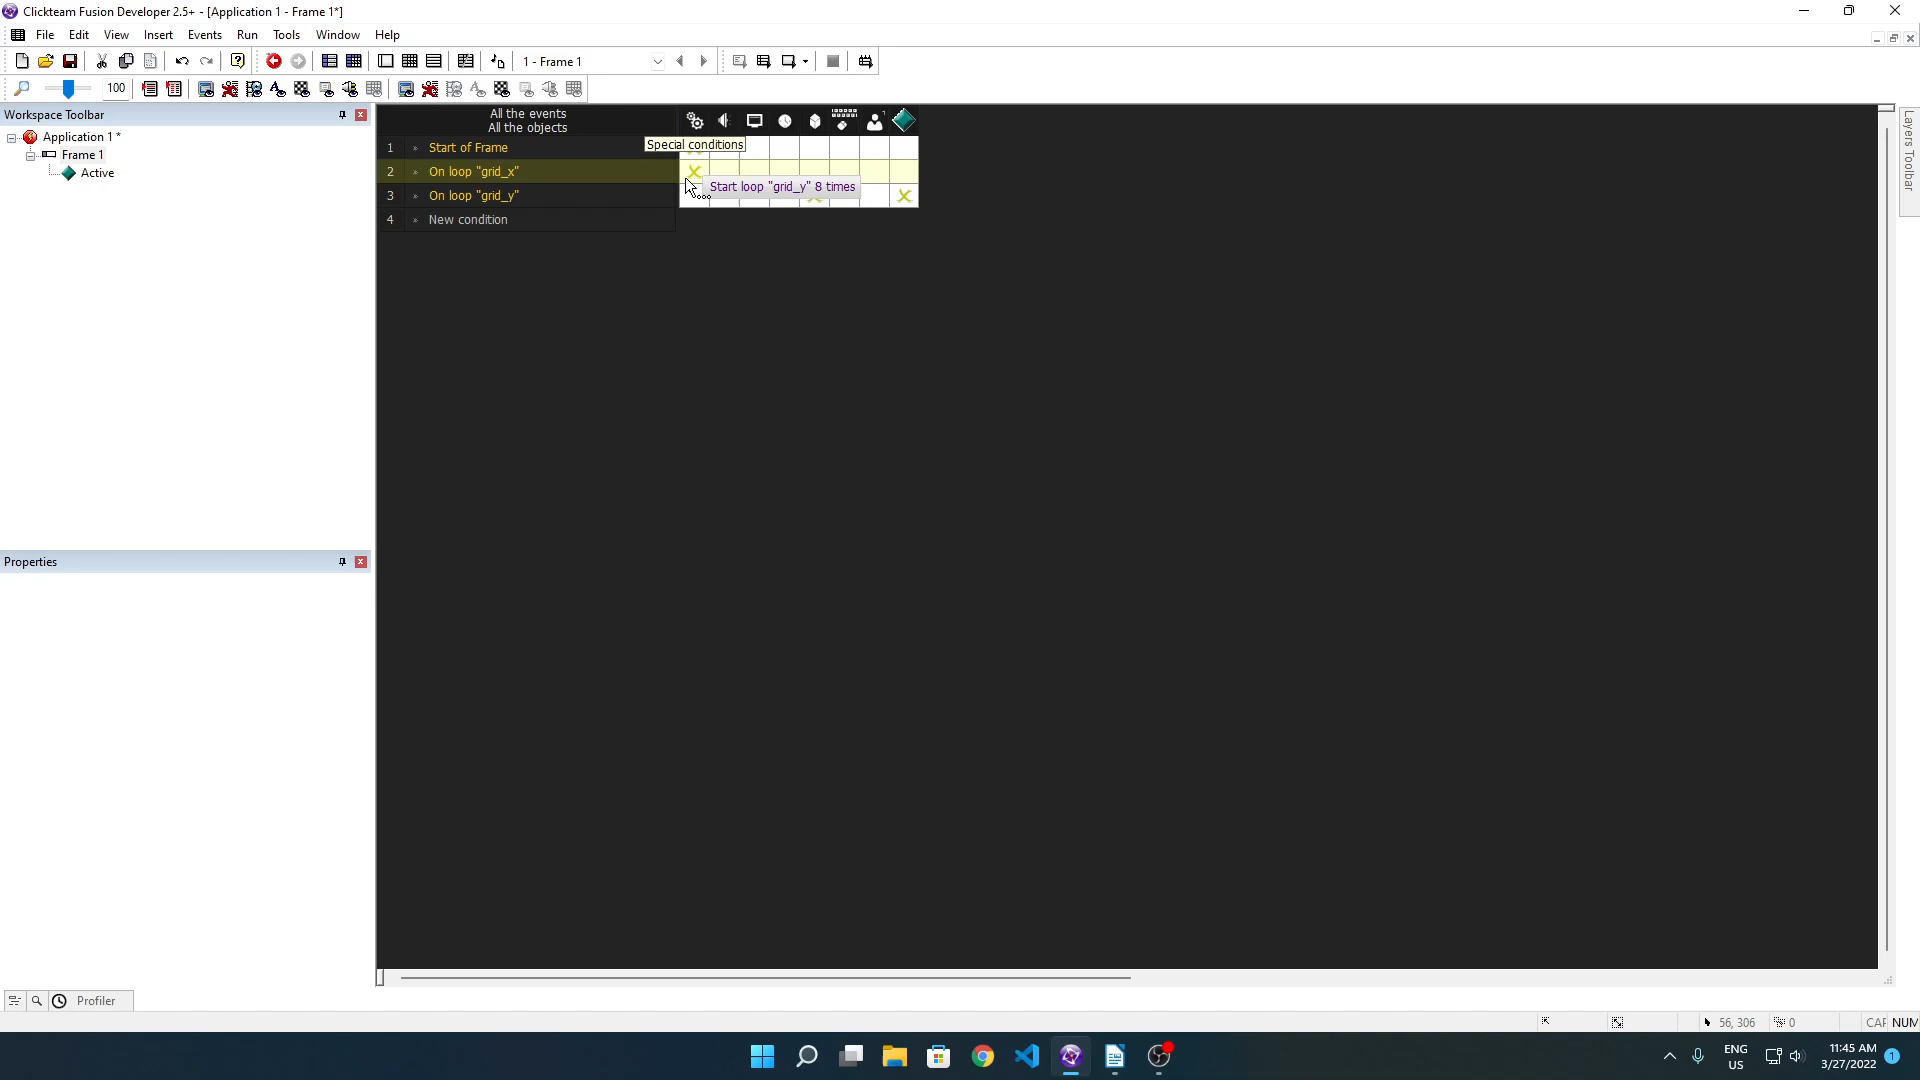 Clickteam Fusion Developer 2.5+ - [Application 1 - Frame 1*]
File Edit View Insert Events Run Tools Window Help
1 - Frame 1
100
Workspace Toolbar
Application 1 *
Frame 1
Active
Properties
All the events
All the objects
Special conditions
1 Start of Frame
2 On loop "grid_x"
Start loop "grid_y" 8 times
3 On loop "grid_y"
4 New condition
Layers Toolbar
Profiler
56, 306
0
CAP NUM
ENG
US
11:45 AM
3/27/2022
1